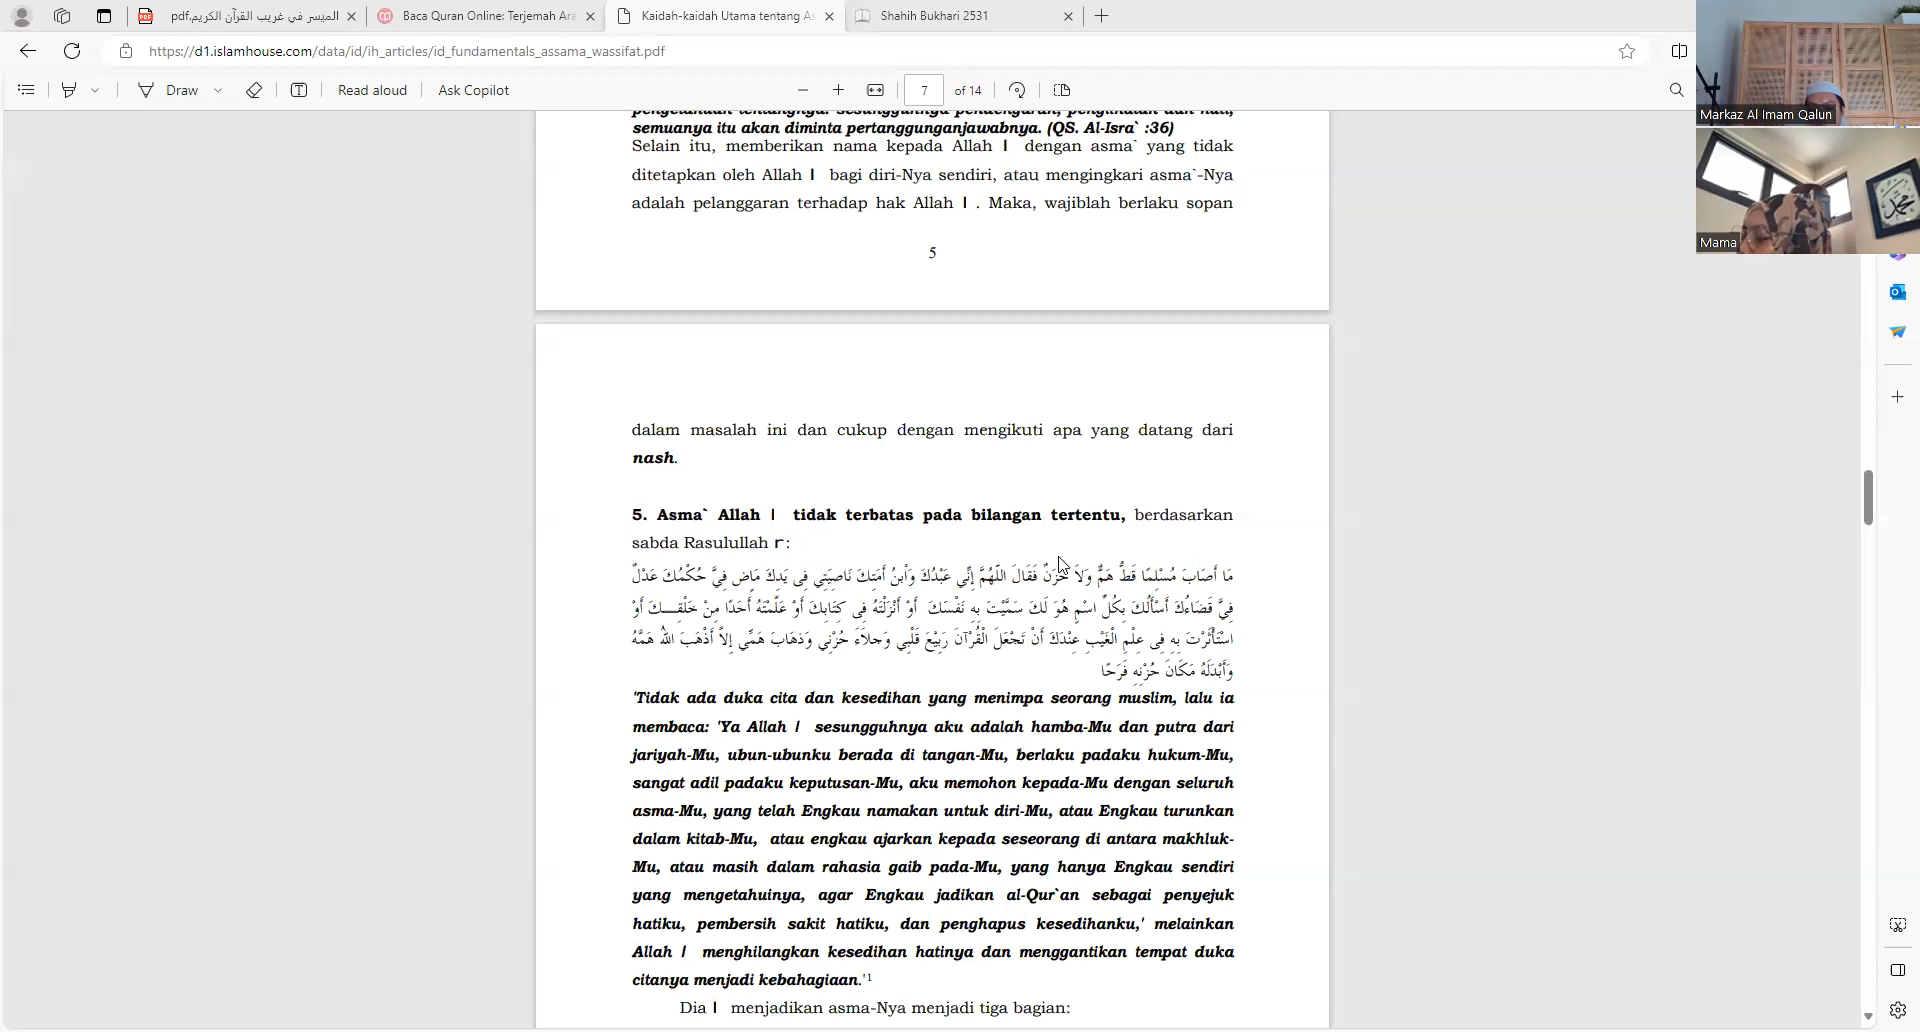 الميسر في غريب القرآن الكريم.pdf
Baca Quran Online: Terjemah Ara
Kaidah-kaidah Utama tentang As
Shahih Bukhari 2531
https://d1.islamhouse.com/data/id/ih_articles/id_fundamentals_assama_wassifat.pdf
Draw
Read aloud
Ask Copilot
7 of 14
Markaz Al Imam Qalun
Mama
semuanya itu akan diminta pertanggunganjawabnya. (QS. Al-Isra` :36)
Selain itu, memberikan nama kepada Allah l dengan asma` yang tidak
ditetapkan oleh Allah l bagi diri-Nya sendiri, atau mengingkari asma`-Nya
adalah pelanggaran terhadap hak Allah l . Maka, wajiblah berlaku sopan
5
dalam masalah ini dan cukup dengan mengikuti apa yang datang dari
nash.
5. Asma` Allah l tidak terbatas pada bilangan tertentu, berdasarkan
sabda Rasulullah r:
مَا أَصَابَ مُسْلِمًا قَطُّ هَمٌّ وَلاَ حُزْنٌ فَقَالَ اللّهُمَّ إِنِّي عَبْدُكَ وَابْنُ أَمَتِكَ نَاصِيَتِي فِى يَدِكَ مَاضٍ فِيَّ حُكْمُكَ عَدْلٌ
فِيَّ قَضَاءُكَ أَسْأَلُكَ بِكُلِّ اسْمٍ هُوَ لَكَ سَمَّيْتَ بِهِ نَفْسَكَ أَوْ أَنْزَلْتَهُ فِى كِتَابِكَ أَوْ عَلَّمْتَهُ أَحَدًا مِنْ خَلْقِـــكَ أَوْ
اسْتَأْثَرْتَ بِهِ فِى عِلْمِ الْغَيْبِ عِنْدَكَ أَنْ تَجْعَلَ الْقُرْآنَ رَبِيْعَ قَلْبِي وَجلاَءَ حُزْنِي وَذهَابَ هَمِّي إِلاَّ أَذْهَبَ اللهُ هَمَّهُ
وَأَبْدَلَهُ مَكَانَ حُزْنِهِ فَرَحًا
'Tidak ada duka cita dan kesedihan yang menimpa seorang muslim, lalu ia
membaca: 'Ya Allah l sesungguhnya aku adalah hamba-Mu dan putra dari
jariyah-Mu, ubun-ubunku berada di tangan-Mu, berlaku padaku hukum-Mu,
sangat adil padaku keputusan-Mu, aku memohon kepada-Mu dengan seluruh
asma-Mu, yang telah Engkau namakan untuk diri-Mu, atau Engkau turunkan
dalam kitab-Mu, atau engkau ajarkan kepada seseorang di antara makhluk-
Mu, atau masih dalam rahasia gaib pada-Mu, yang hanya Engkau sendiri
yang mengetahuinya, agar Engkau jadikan al-Qur`an sebagai penyejuk
hatiku, pembersih sakit hatiku, dan penghapus kesedihanku,' melainkan
Allah l menghilangkan kesedihan hatinya dan menggantikan tempat duka
citanya menjadi kebahagiaan.'1
Dia l menjadikan asma-Nya menjadi tiga bagian: